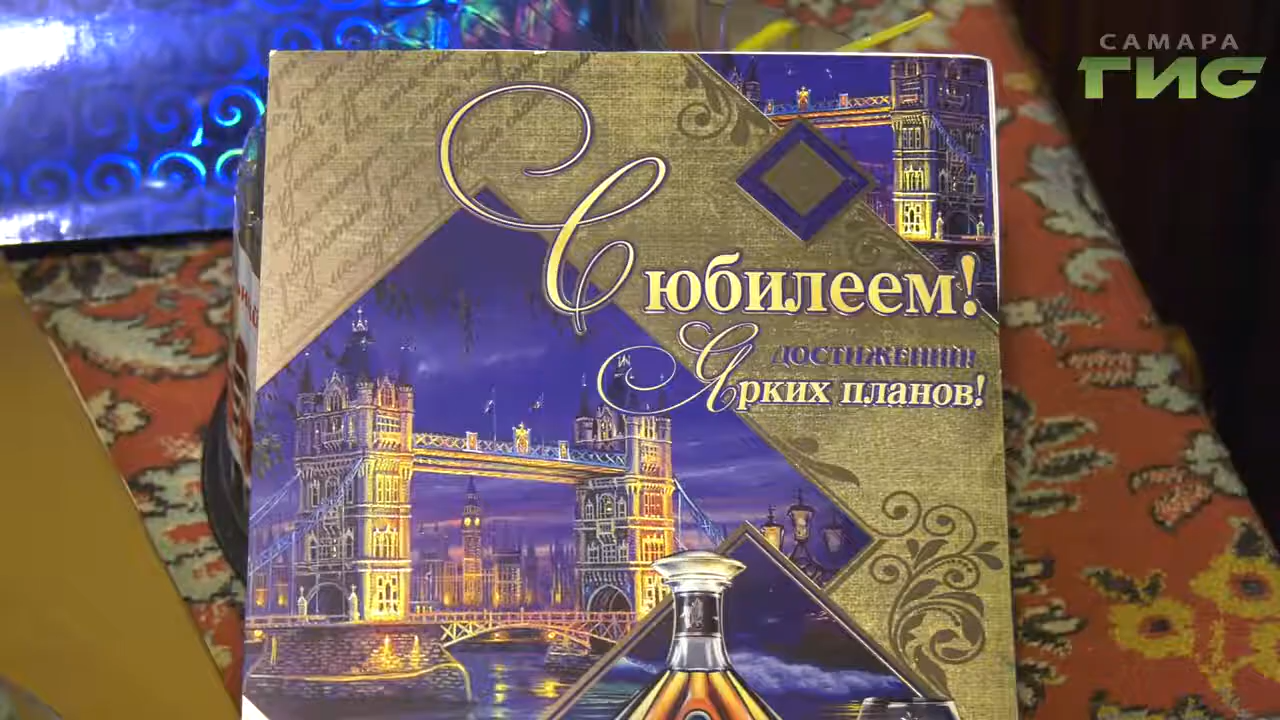 САМАРА
ГИС
С юбилеем!
достижений!
Ярких планов!